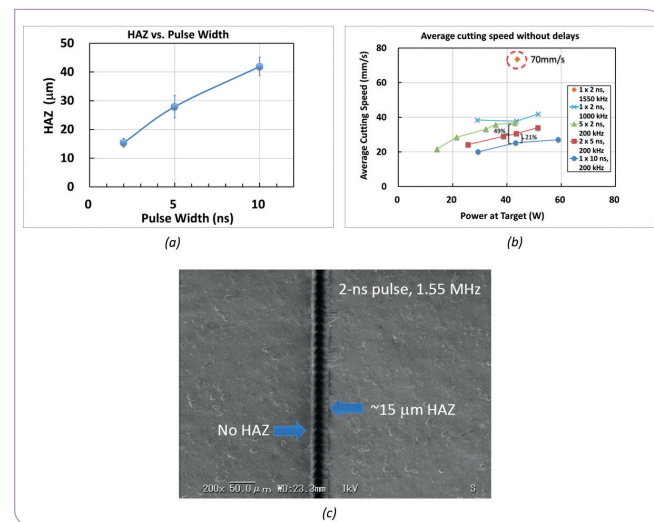 (a)
HAZ vs. Pulse Width
HAZ (µm)
50
40
30
20
10
0
0
5
10
Pulse Width (ns)
(b)
Average cutting speed without delays
Average Cutting Speed (mm/s)
80
60
40
20
0
0
20
40
60
80
Power at Target (W)
70mm/s
49%
21%
1 x 2 ns,
1550 kHz
1 x 2 ns,
1000 kHz
5 x 2 ns,
200 kHz
2 x 5 ns,
200 kHz
1 x 10 ns,
200 kHz
(a)
(b)
2-ns pulse, 1.55 MHz
~15 µm HAZ
No HAZ
200x 50.0µm WD:23.3mm 1kV S
(c)